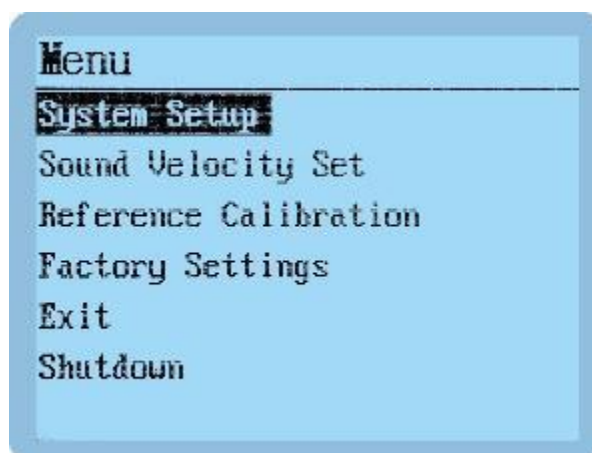 Menu
System Setup
Sound Velocity Set
Reference Calibration
Factory Settings
Exit
Shutdown